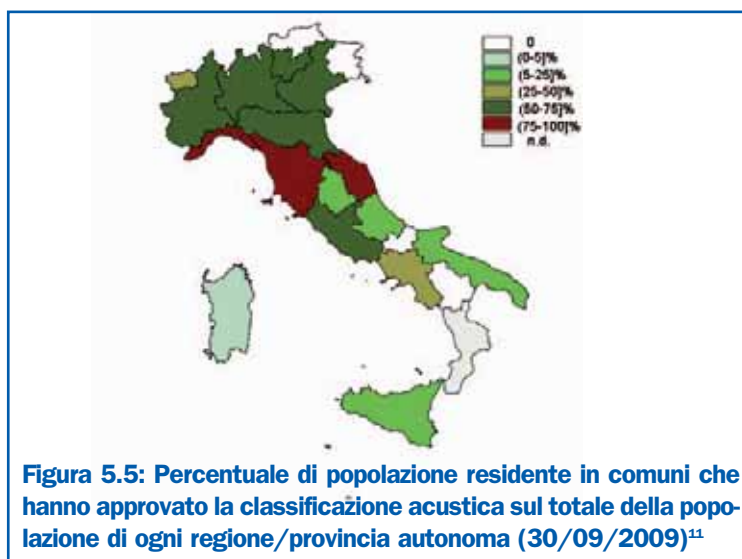 0
(0-5]%
(5-25]%
(25-50]%
(50-75]%
(75-100]%
n.d.
Figura 5.5: Percentuale di popolazione residente in comuni che
hanno approvato la classificazione acustica sul totale della popo-
lazione di ogni regione/provincia autonoma (30/09/2009)¹¹